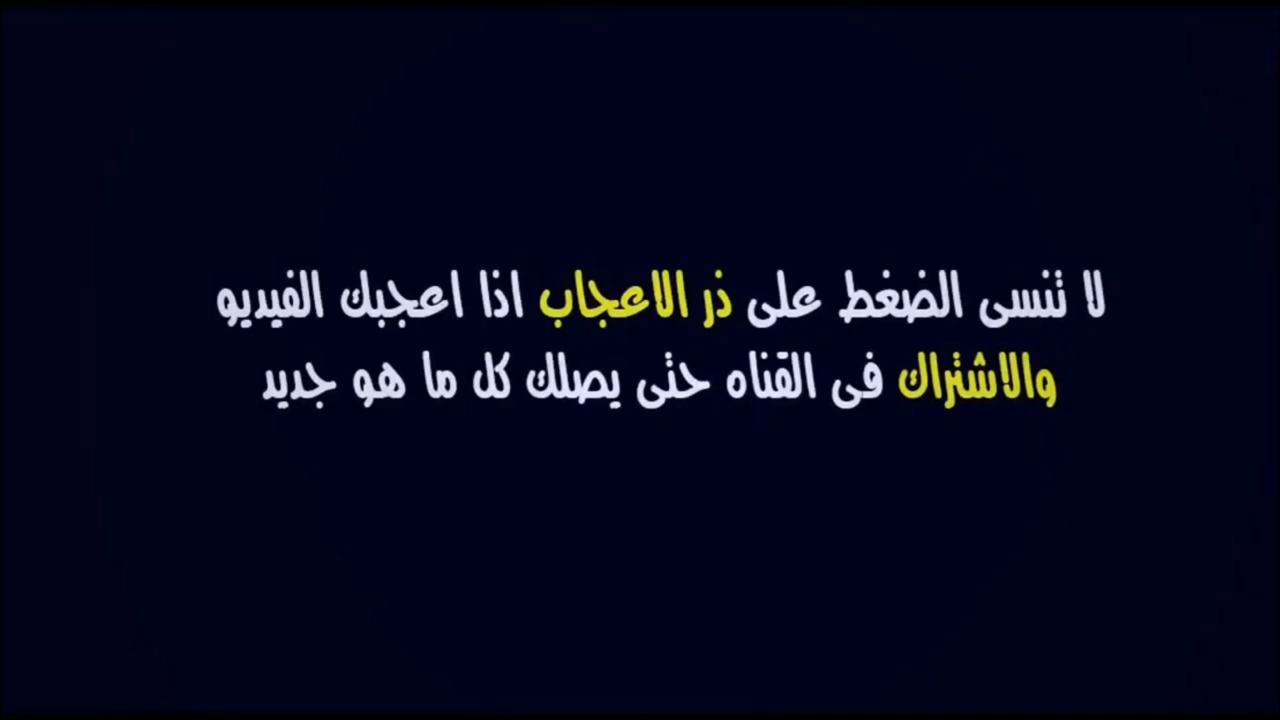 لا تنسى الضغط على ذر الاعجاب اذا اعجبك الفيديو
والاشتراك فى القناه حتى يصلك كل ما هو جديد